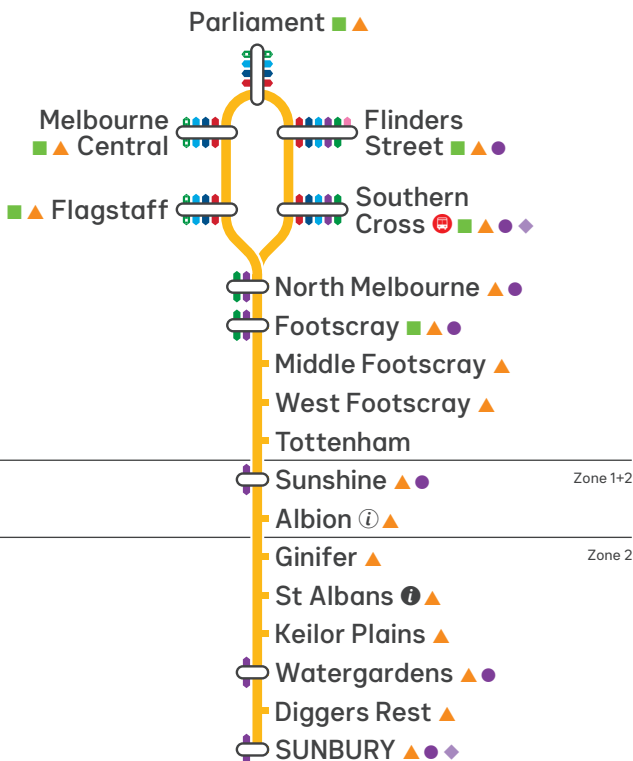 Parliament
Melbourne
Central
Flinders
Street
Flagstaff
Southern
Cross
North Melbourne
Footscray
Middle Footscray
West Footscray
Tottenham
Sunshine
Zone 1+2
Albion i
Ginifer
Zone 2
St Albans i
Keilor Plains
Watergardens
Diggers Rest
SUNBURY